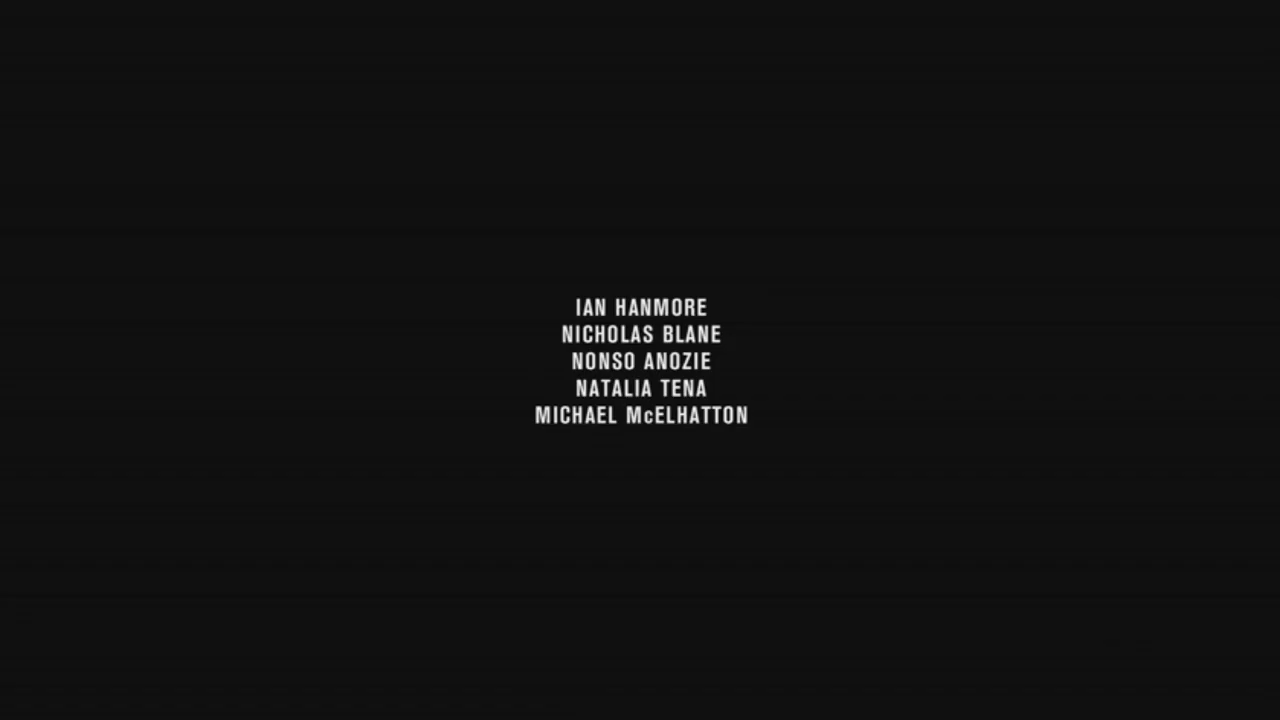 IAN HANMORE
NICHOLAS BLANE
NONSO ANOZIE
NATALIA TENA
MICHAEL McELHATTON